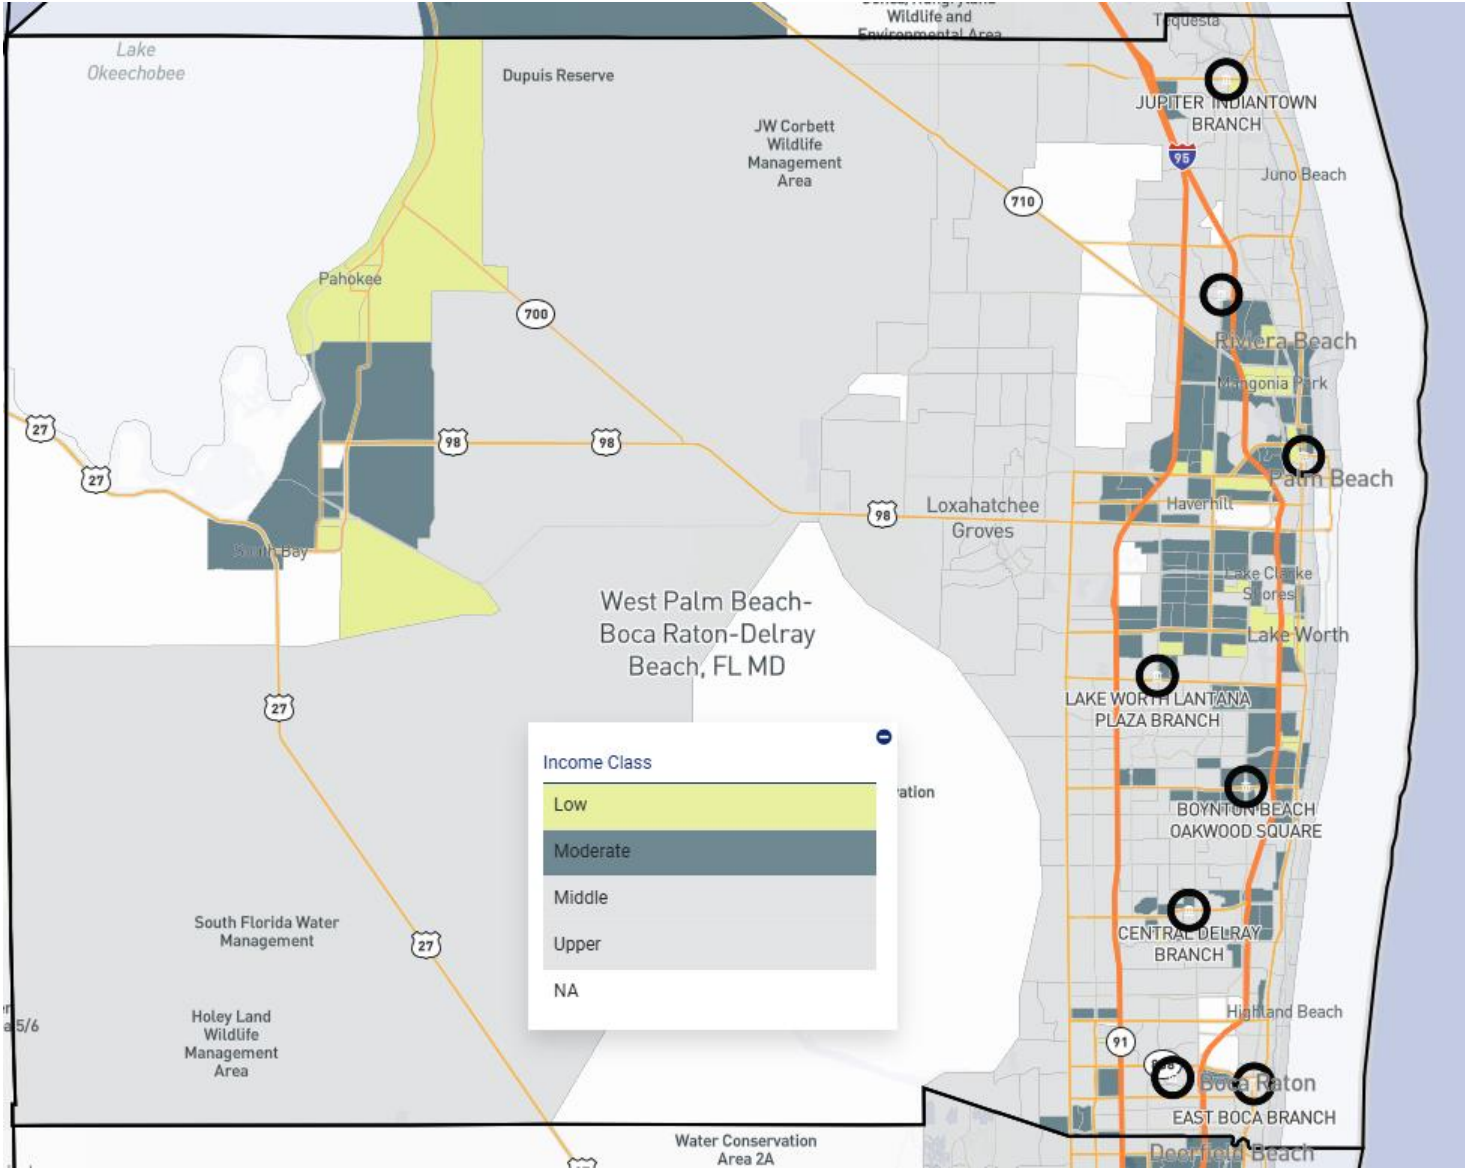 Wildlife and
Environmental Area
Tequesta
Lake
Okeechobee
Dupuis Reserve
JW Corbett
Wildlife
Management
Area
JUPITER INDIANTOWN
BRANCH
95
Juno Beach
710
Pahokee
700
Riviera Beach
Mangonia Park
27
98
98
27
Palm Beach
98
Loxahatchee
Groves
Haverhill
South Bay
Lake Clarke
Shores
West Palm Beach-
Boca Raton-Delray
Beach, FL MD
Lake Worth
27
LAKE WORTH LANTANA
PLAZA BRANCH
Income Class
Low
Moderate
Middle
Upper
NA
BOYNTON BEACH
OAKWOOD SQUARE
South Florida Water
Management
27
CENTRAL DELRAY
BRANCH
5/6
Holey Land
Wildlife
Management
Area
Highland Beach
91
Boca Raton
EAST BOCA BRANCH
Water Conservation
Area 2A
Deerfield Beach